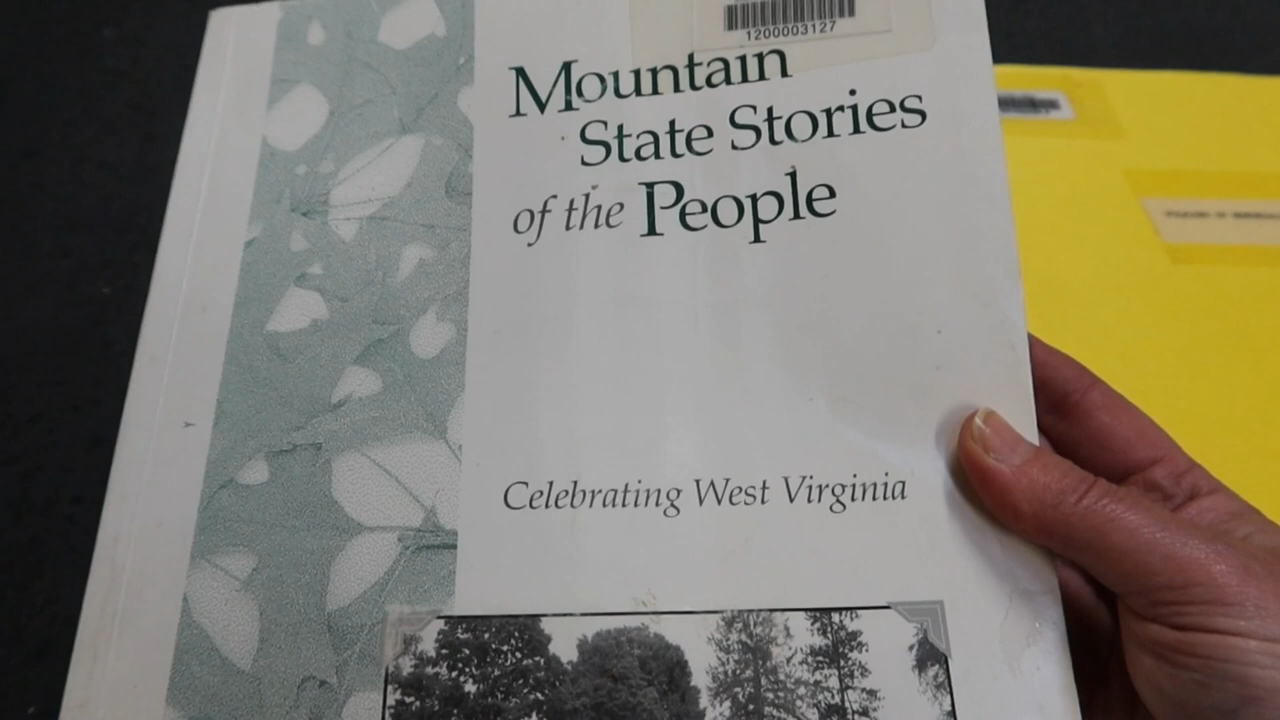 1200003127
Mountain
State Stories
of the People
Celebrating West Virginia